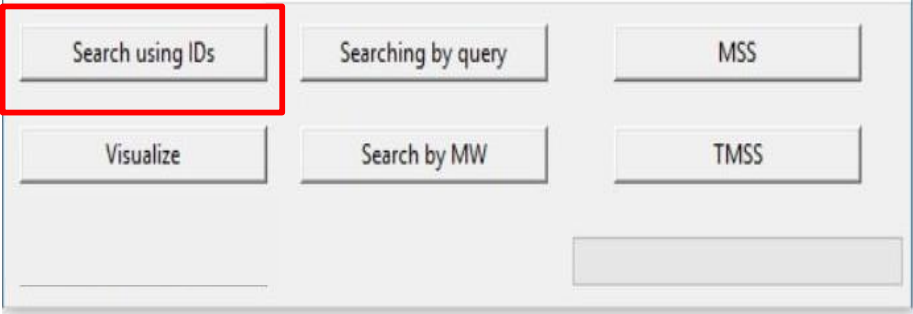 Search using IDs
Searching by query
MSS
Visualize
Search by MW
TMSS